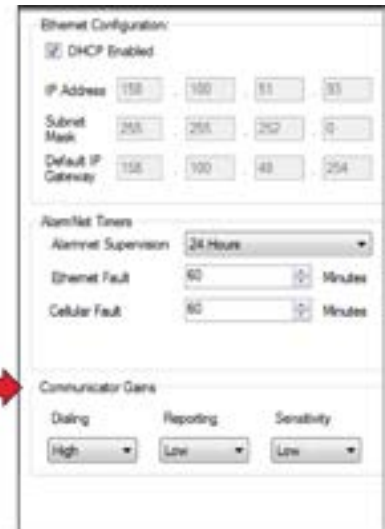 Ethernet Configuration:
DHCP Enabled
IP Address 158 . 100 . 51 . 93
Subnet Mask 255 255 252 0
Default IP Gateway 158 . 100 . 48 . 254
AlarmNet Timers
Alarmnet Supervision 24 Hours
Ethernet Fault 60 Minutes
Cellular Fault 60 Minutes
Communicator Gains
Dialing Reporting Sensitivity
High Low Low